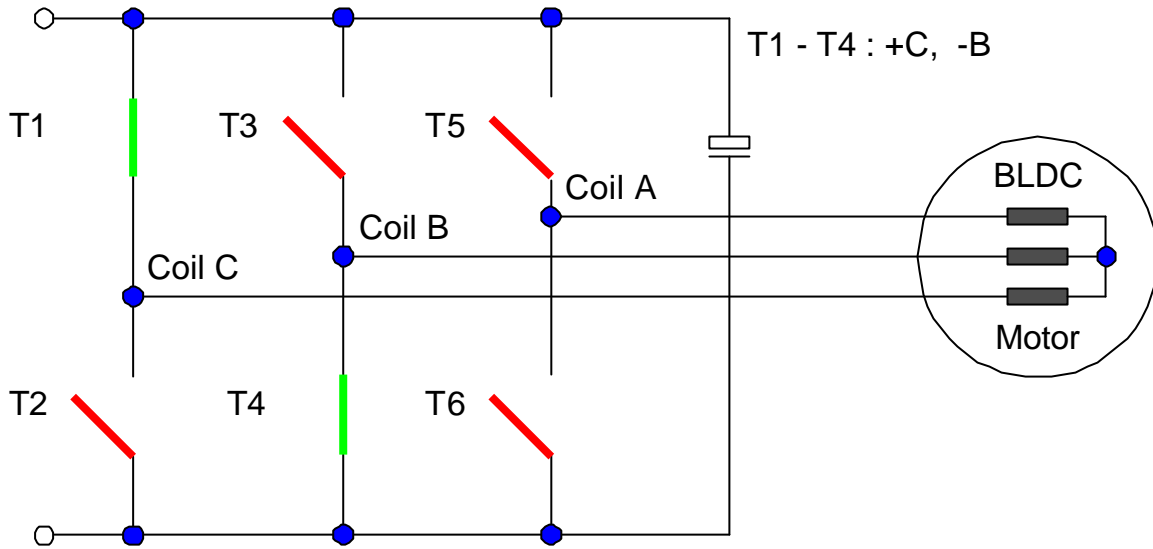 T1 - T4 : +C, -B
T1
T3
T5
BLDC
Coil A
Coil B
Coil C
Motor
T2
T4
T6